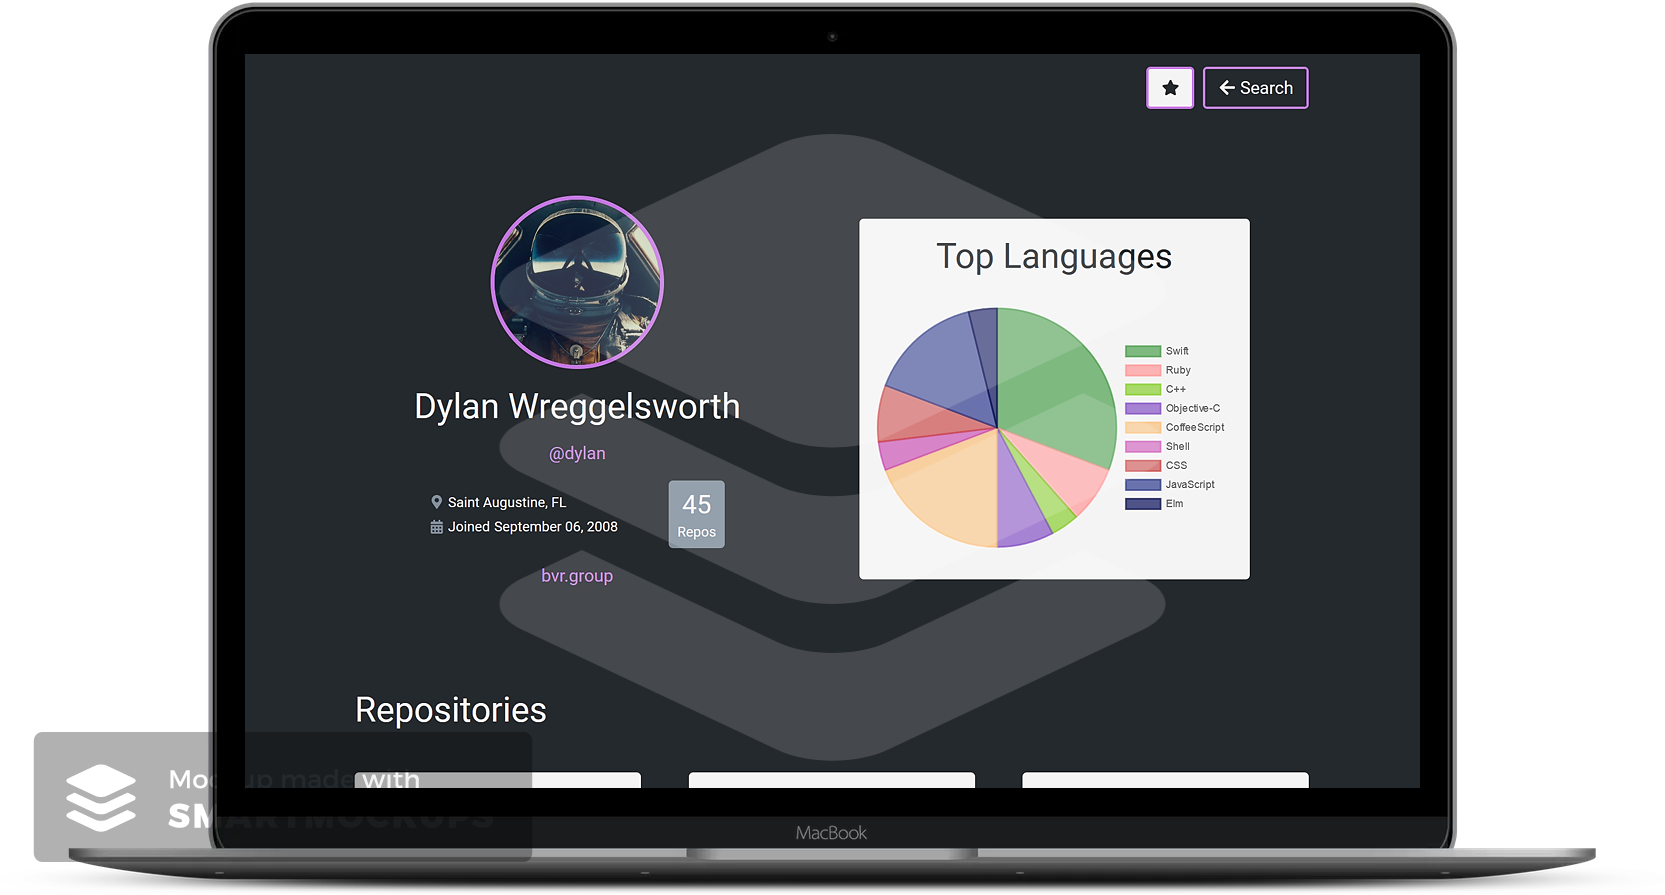 Search
Dylan Wreggelsworth
@dylan
Saint Augustine, FL
Joined September 06, 2008
45
Repos
bvr.group
Top Languages
Swift
Ruby
C++
Objective-C
CoffeeScript
Shell
CSS
JavaScript
Elm
Repositories
Mockup made with
SMARTMOCKUPS
MacBook